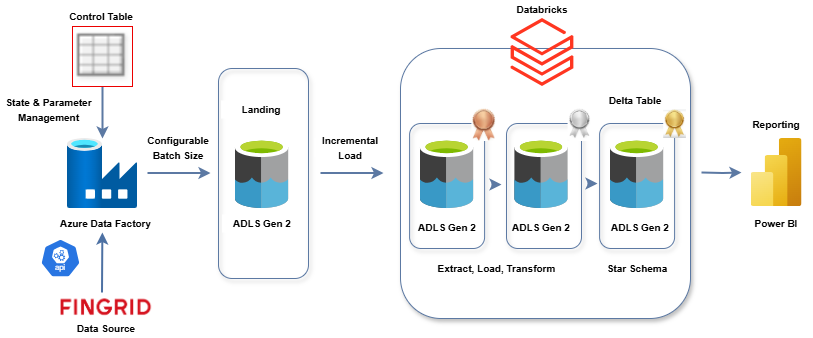 Control Table
State & Parameter
Management
Azure Data Factory
api
FINGRID
Data Source
Configurable
Batch Size
Landing
ADLS Gen 2
Incremental
Load
Databricks
Delta Table
ADLS Gen 2
ADLS Gen 2
ADLS Gen 2
Extract, Load, Transform
Star Schema
Reporting
Power BI